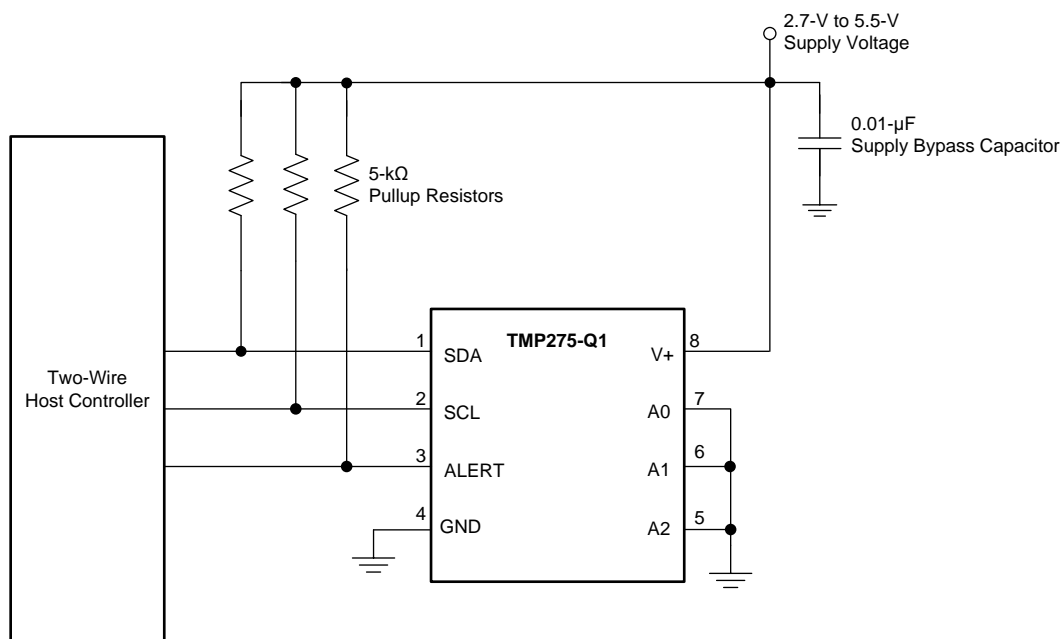 2.7-V to 5.5-V
Supply Voltage
0.01-µF
Supply Bypass Capacitor
5-kΩ
Pullup Resistors
Two-Wire
Host Controller
TMP275-Q1
1
SDA
V+
8
2
SCL
A0
7
3
ALERT
A1
6
4
GND
A2
5